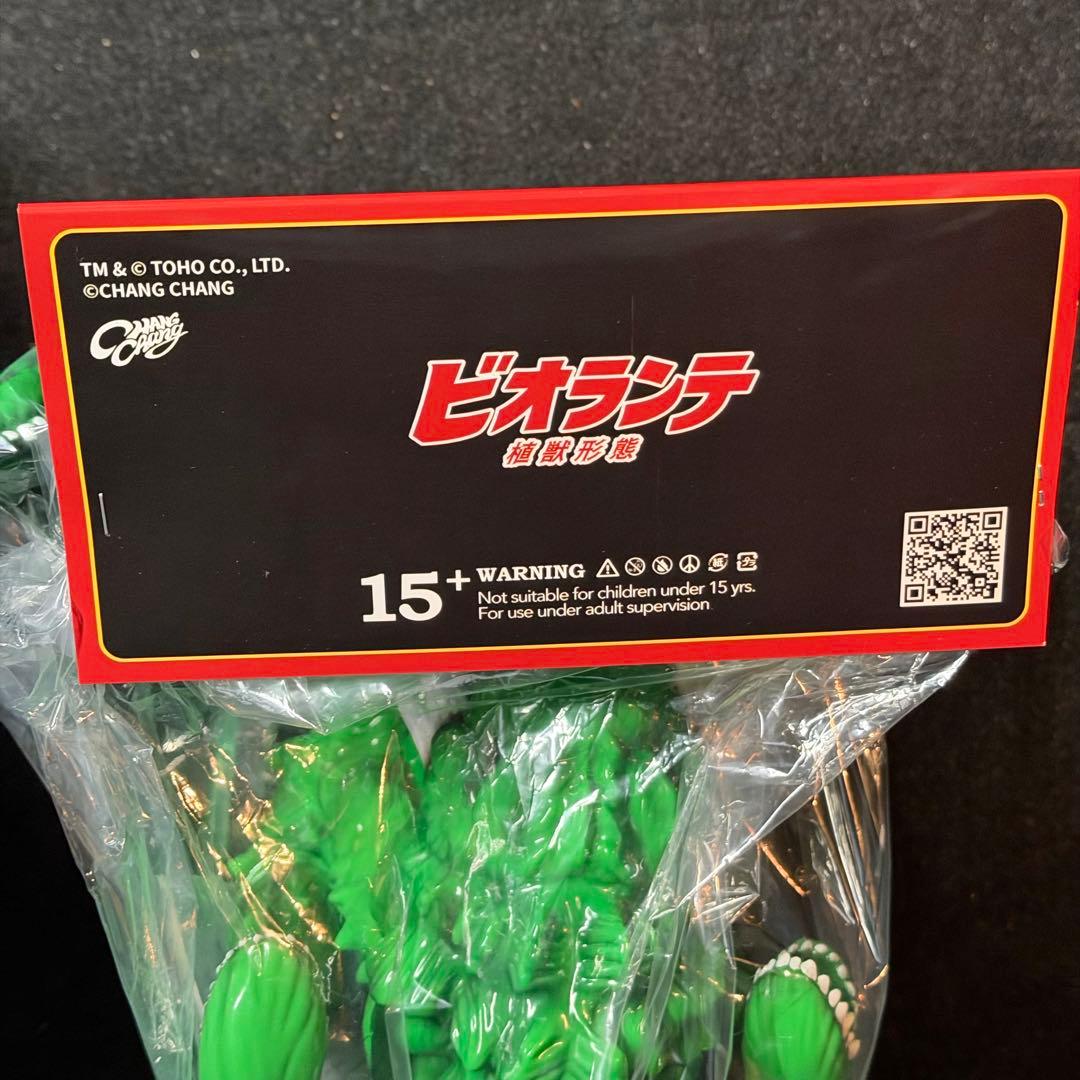 TM & © TOHO CO., LTD.
©CHANG CHANG
CHANG
Chang
ビオランテ
植獣形態
15+ WARNING
Not suitable for children under 15 yrs.
For use under adult supervision